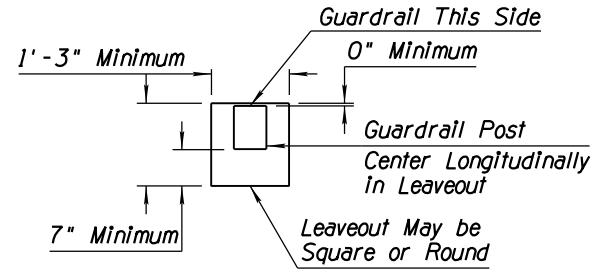 Guardrail This Side
1'-3" Minimum
0" Minimum
Guardrail Post
Center Longitudinally
in Leaveout
7" Minimum
Leaveout May be
Square or Round